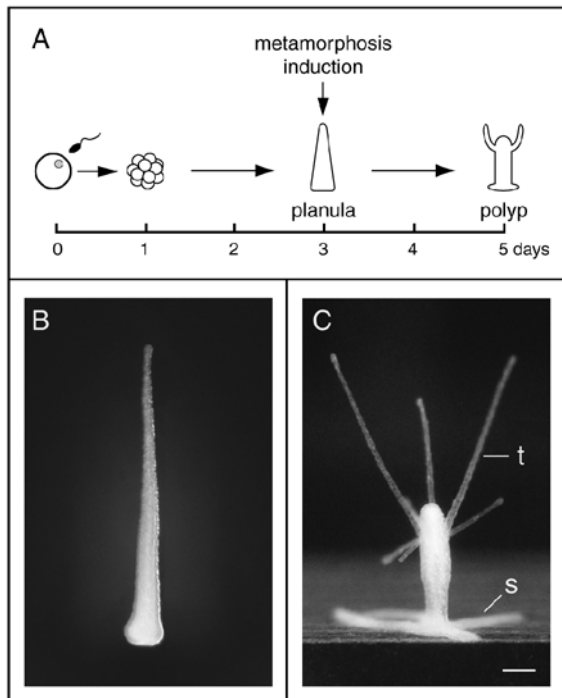 A
metamorphosis
induction
planula
polyp
0 1 2 3 4 5 days
B
C
t
s